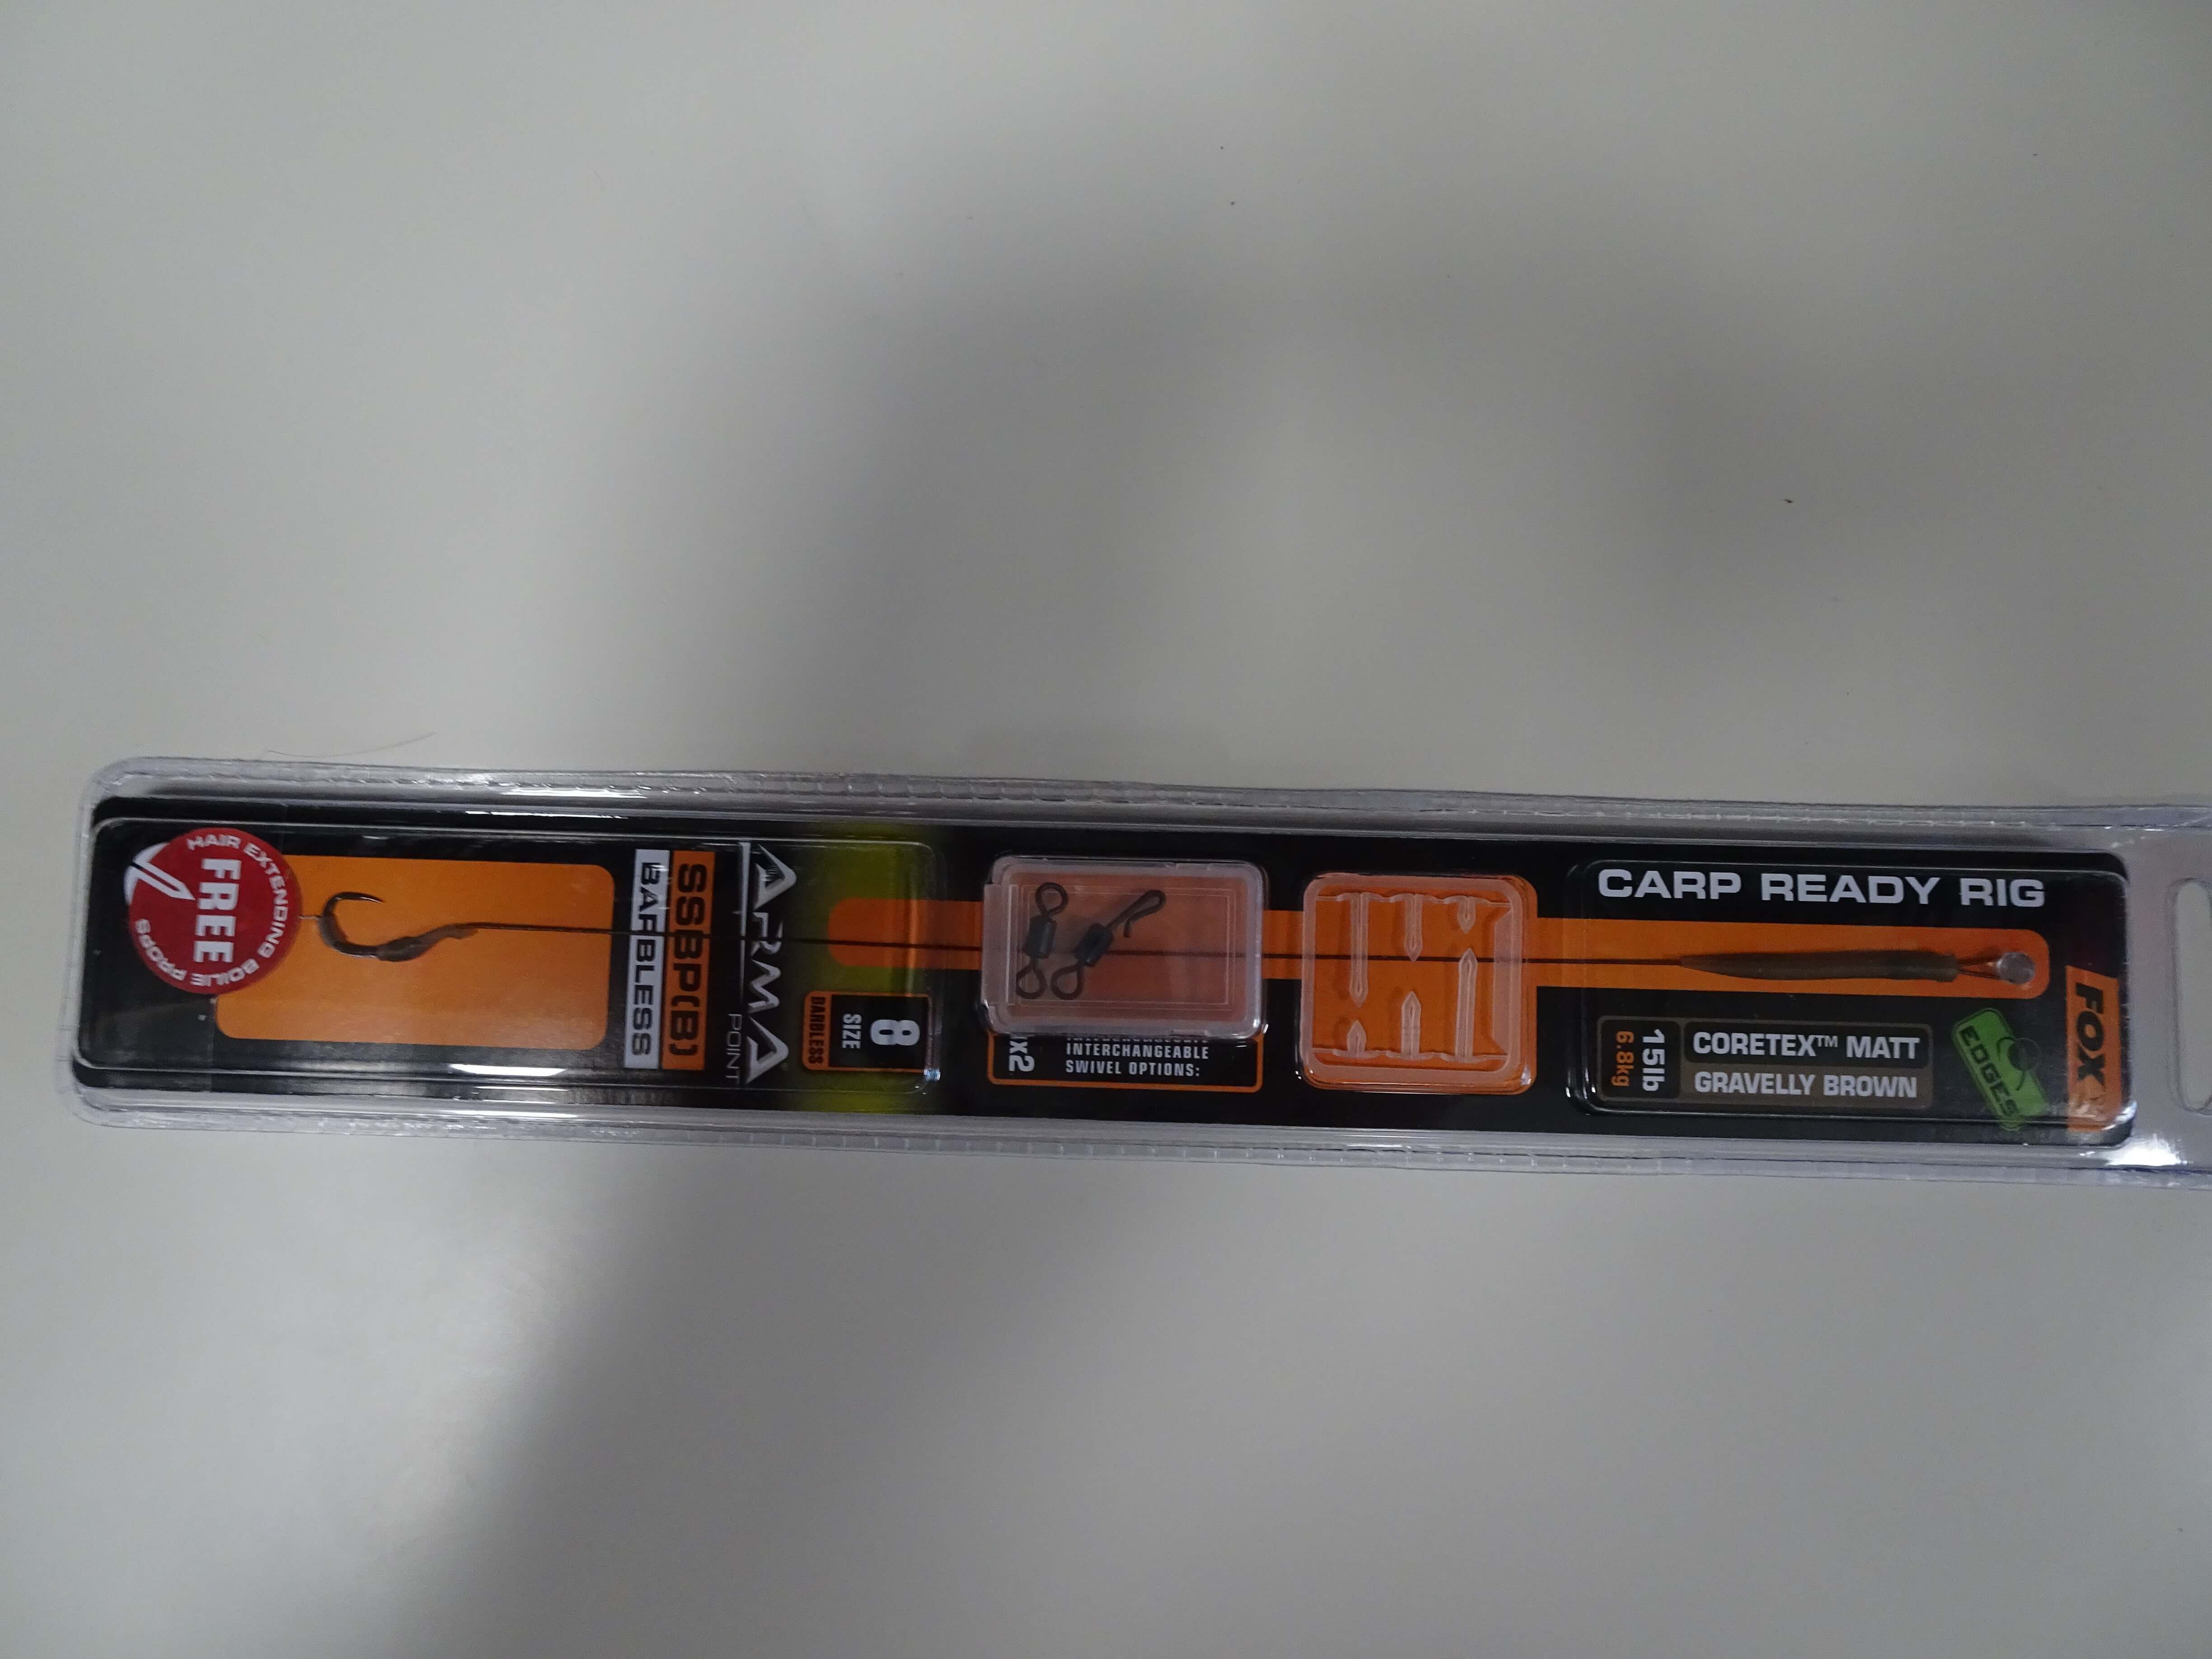 HAIR EXTENDING
FREE
BOILIE PROPS
SSBP(B)
BARBLESS
ARMA
POINT
8
SIZE
BARBLESS
X2
INTERCHANGEABLE
SWIVEL OPTIONS:
CARP READY RIG
15lb
6.8kg
CORETEX™ MATT
GRAVELLY BROWN
EDGES
FOX